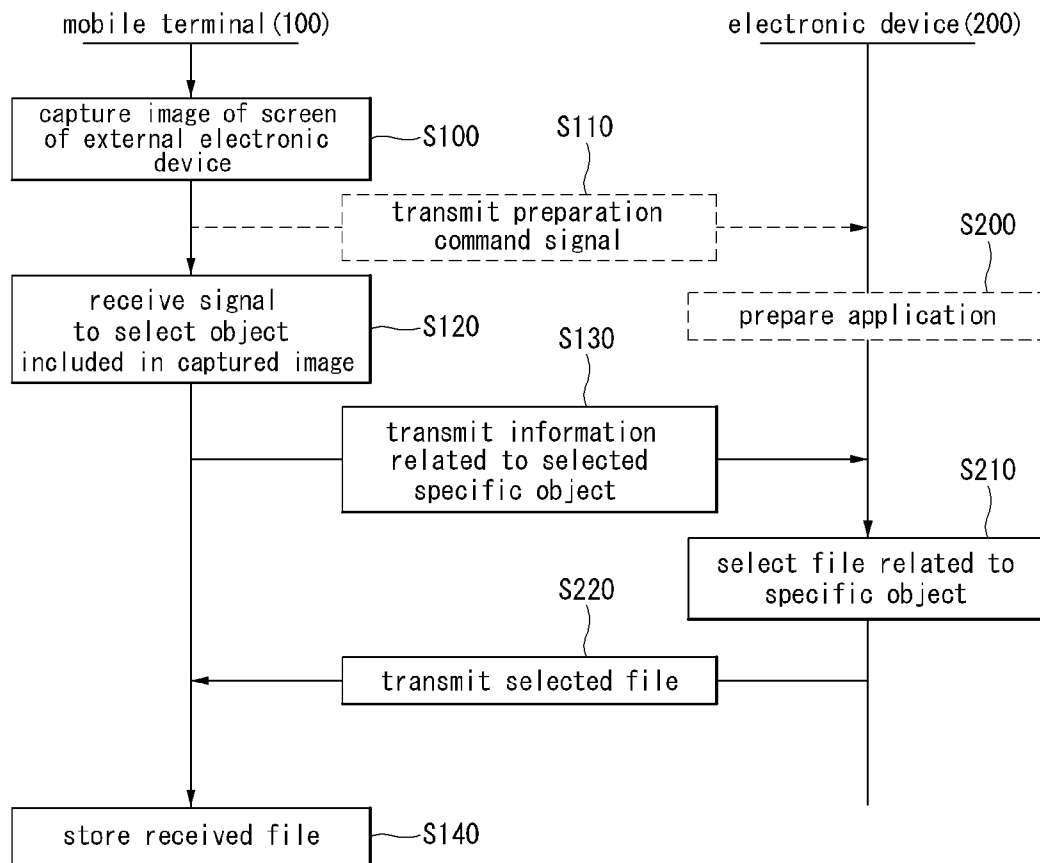 mobile terminal(100)
electronic device(200)
capture image of screen
of external electronic
device
S100
S110
transmit preparation
command signal
S200
prepare application
receive signal
to select object
included in captured image
S120
S130
transmit information
related to selected
specific object
S210
select file related to
specific object
S220
transmit selected file
store received file
S140